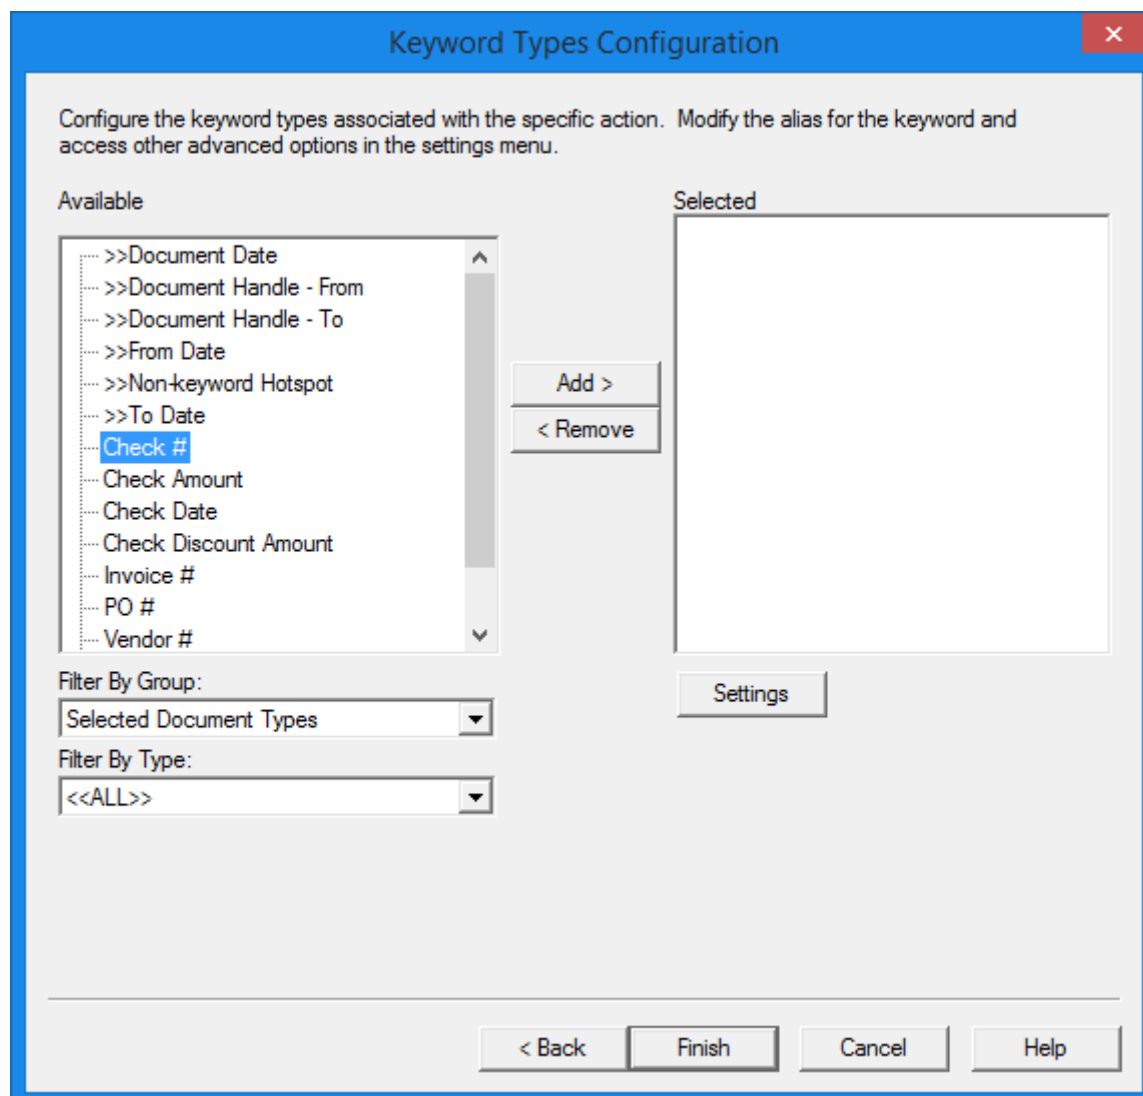 Keyword Types Configuration
Configure the keyword types associated with the specific action. Modify the alias for the keyword and
access other advanced options in the settings menu.
Available
>>Document Date
>>Document Handle - From
>>Document Handle - To
>>From Date
>>Non-keyword Hotspot
>>To Date
Check #
Check Amount
Check Date
Check Discount Amount
Invoice #
PO #
Vendor #
Add >
< Remove
Selected
Settings
Filter By Group:
Selected Document Types
Filter By Type:
<<ALL>>
< Back
Finish
Cancel
Help